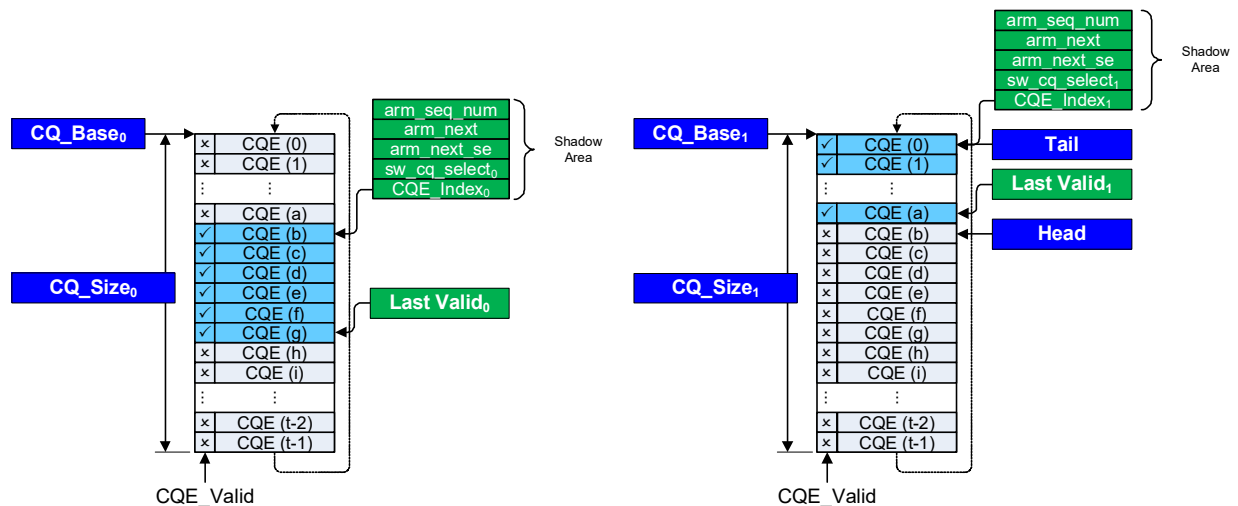 arm_seq_num
arm_next
arm_next_se
sw_cq_select0
CQE_Index0
Shadow
Area
CQ_Base0
CQ_Size0
× CQE (0)
× CQE (1)
⋮ ⋮
× CQE (a)
✓ CQE (b)
✓ CQE (c)
✓ CQE (d)
✓ CQE (e)
✓ CQE (f)
✓ CQE (g)
× CQE (h)
× CQE (i)
⋮ ⋮
× CQE (t-2)
× CQE (t-1)
Last Valid0
CQE_Valid
arm_seq_num
arm_next
arm_next_se
sw_cq_select1
CQE_Index1
Shadow
Area
CQ_Base1
CQ_Size1
✓ CQE (0)
✓ CQE (1)
⋮ ⋮
✓ CQE (a)
× CQE (b)
× CQE (c)
× CQE (d)
× CQE (e)
× CQE (f)
× CQE (g)
× CQE (h)
× CQE (i)
⋮ ⋮
× CQE (t-2)
× CQE (t-1)
Tail
Last Valid1
Head
CQE_Valid